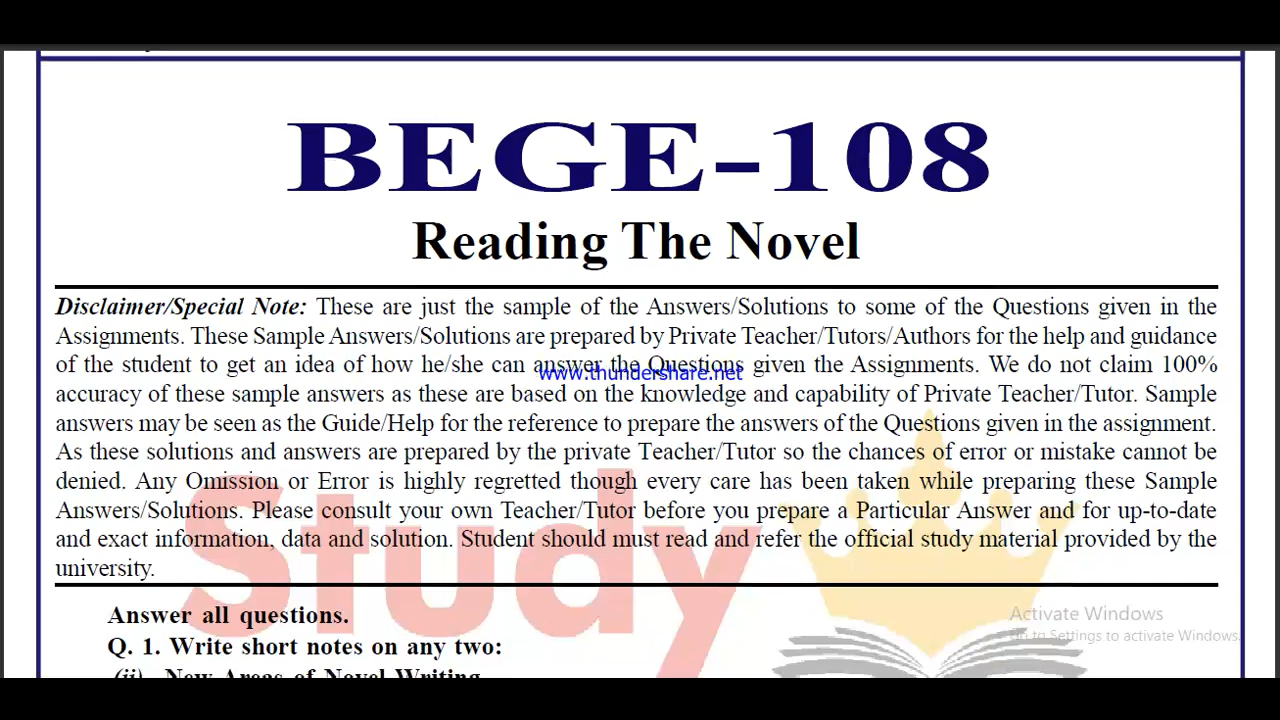 BEGE-108
Reading The Novel
Disclaimer/Special Note: These are just the sample of the Answers/Solutions to some of the Questions given in the
Assignments. These Sample Answers/Solutions are prepared by Private Teacher/Tutors/Authors for the help and guidance
of the student to get an idea of how he/she can answer the Questions given the Assignments. We do not claim 100%
www.thundershare.net
accuracy of these sample answers as these are based on the knowledge and capability of Private Teacher/Tutor. Sample
answers may be seen as the Guide/Help for the reference to prepare the answers of the Questions given in the assignment.
As these solutions and answers are prepared by the private Teacher/Tutor so the chances of error or mistake cannot be
denied. Any Omission or Error is highly regretted though every care has been taken while preparing these Sample
Answers/Solutions. Please consult your own Teacher/Tutor before you prepare a Particular Answer and for up-to-date
and exact information, data and solution. Student should must read and refer the official study material provided by the
university.
Study
Answer all questions.
Activate Windows
Go to Settings to activate Windows.
Q. 1. Write short notes on any two:
(ii) New Areas of Novel Writing